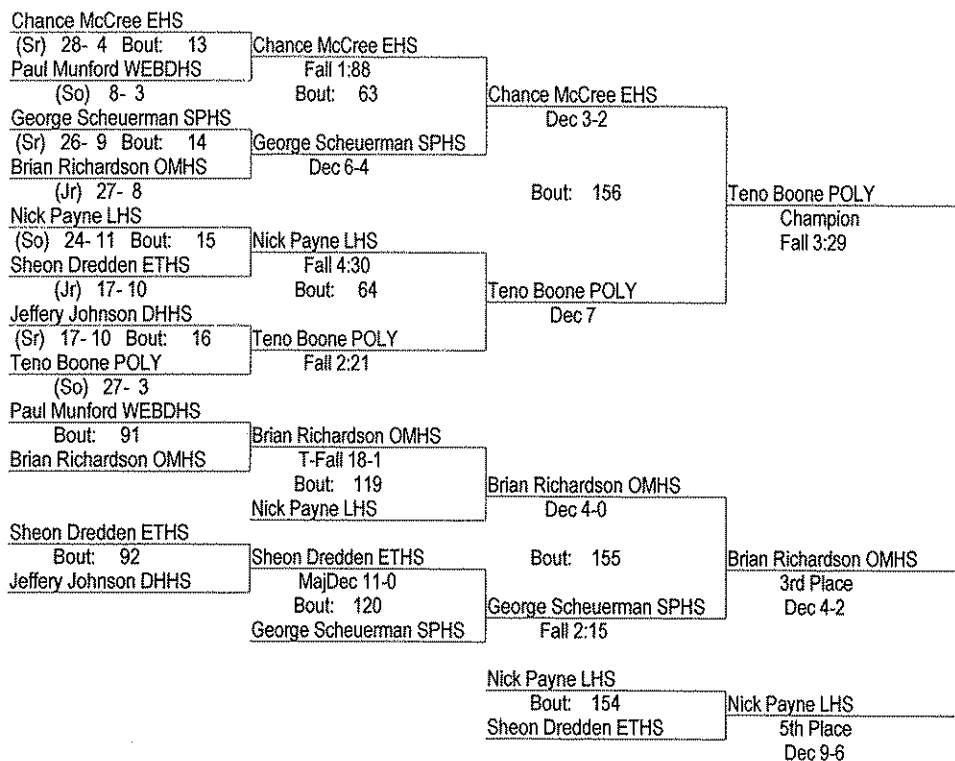 Chance McCree EHS
(Sr) 28- 4 Bout: 13
Chance McCree EHS
Paul Munford WEBDHS
Fall 1:88
(So) 8- 3
Bout: 63
Chance McCree EHS
George Scheuerman SPHS
Dec 3-2
(Sr) 26- 9 Bout: 14
George Scheuerman SPHS
Brian Richardson OMHS
Dec 6-4
(Jr) 27- 8
Bout: 156
Teno Boone POLY
Nick Payne LHS
Champion
(So) 24- 11 Bout: 15
Nick Payne LHS
Fall 3:29
Sheon Dredden ETHS
Fall 4:30
(Jr) 17- 10
Bout: 64
Teno Boone POLY
Jeffery Johnson DHHS
Dec 7
(Sr) 17- 10 Bout: 16
Teno Boone POLY
Teno Boone POLY
Fall 2:21
(So) 27- 3
Paul Munford WEBDHS
Bout: 91
Brian Richardson OMHS
Brian Richardson OMHS
T-Fall 18-1
Bout: 119
Brian Richardson OMHS
Nick Payne LHS
Dec 4-0
Sheon Dredden ETHS
Bout: 92
Sheon Dredden ETHS
Bout: 155
Brian Richardson OMHS
Jeffery Johnson DHHS
MajDec 11-0
3rd Place
Bout: 120
George Scheuerman SPHS
Dec 4-2
George Scheuerman SPHS
Fall 2:15
Nick Payne LHS
Bout: 154
Nick Payne LHS
Sheon Dredden ETHS
5th Place
Dec 9-6